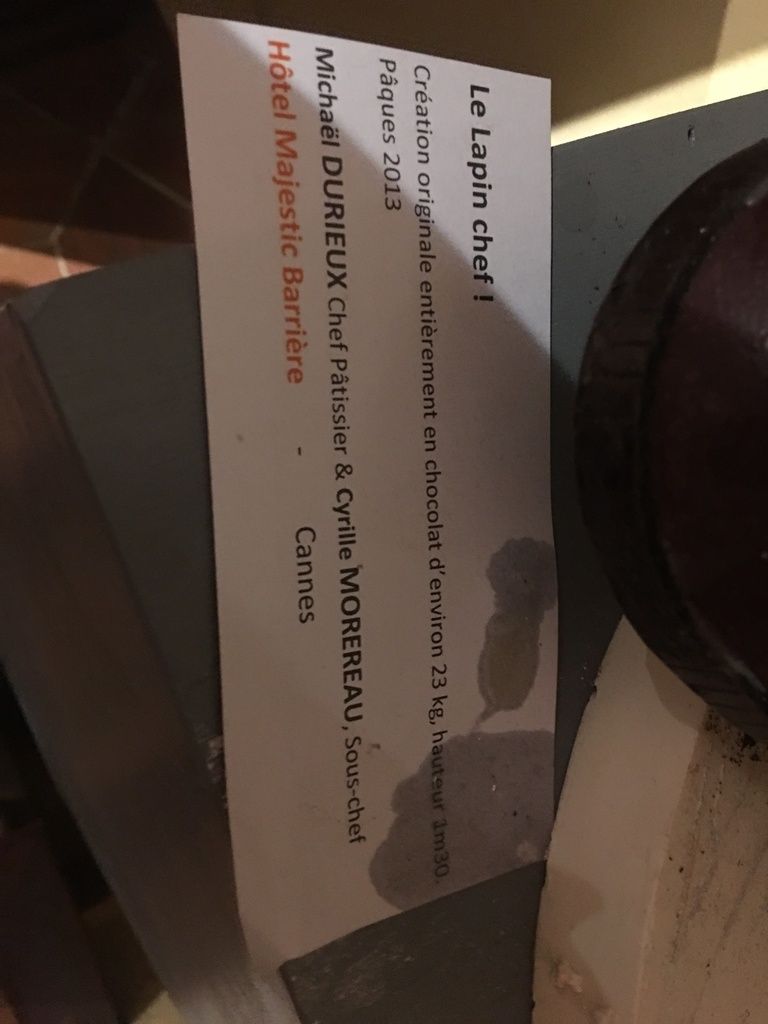 Le Lapin chef !
Création originale entièrement en chocolat d'environ 23 kg, hauteur 1m30.
Pâques 2013
Michaël DURIEUX Chef Pâtissier & Cyrille MOREREAU, Sous-chef
Hôtel Majestic Barrière - Cannes